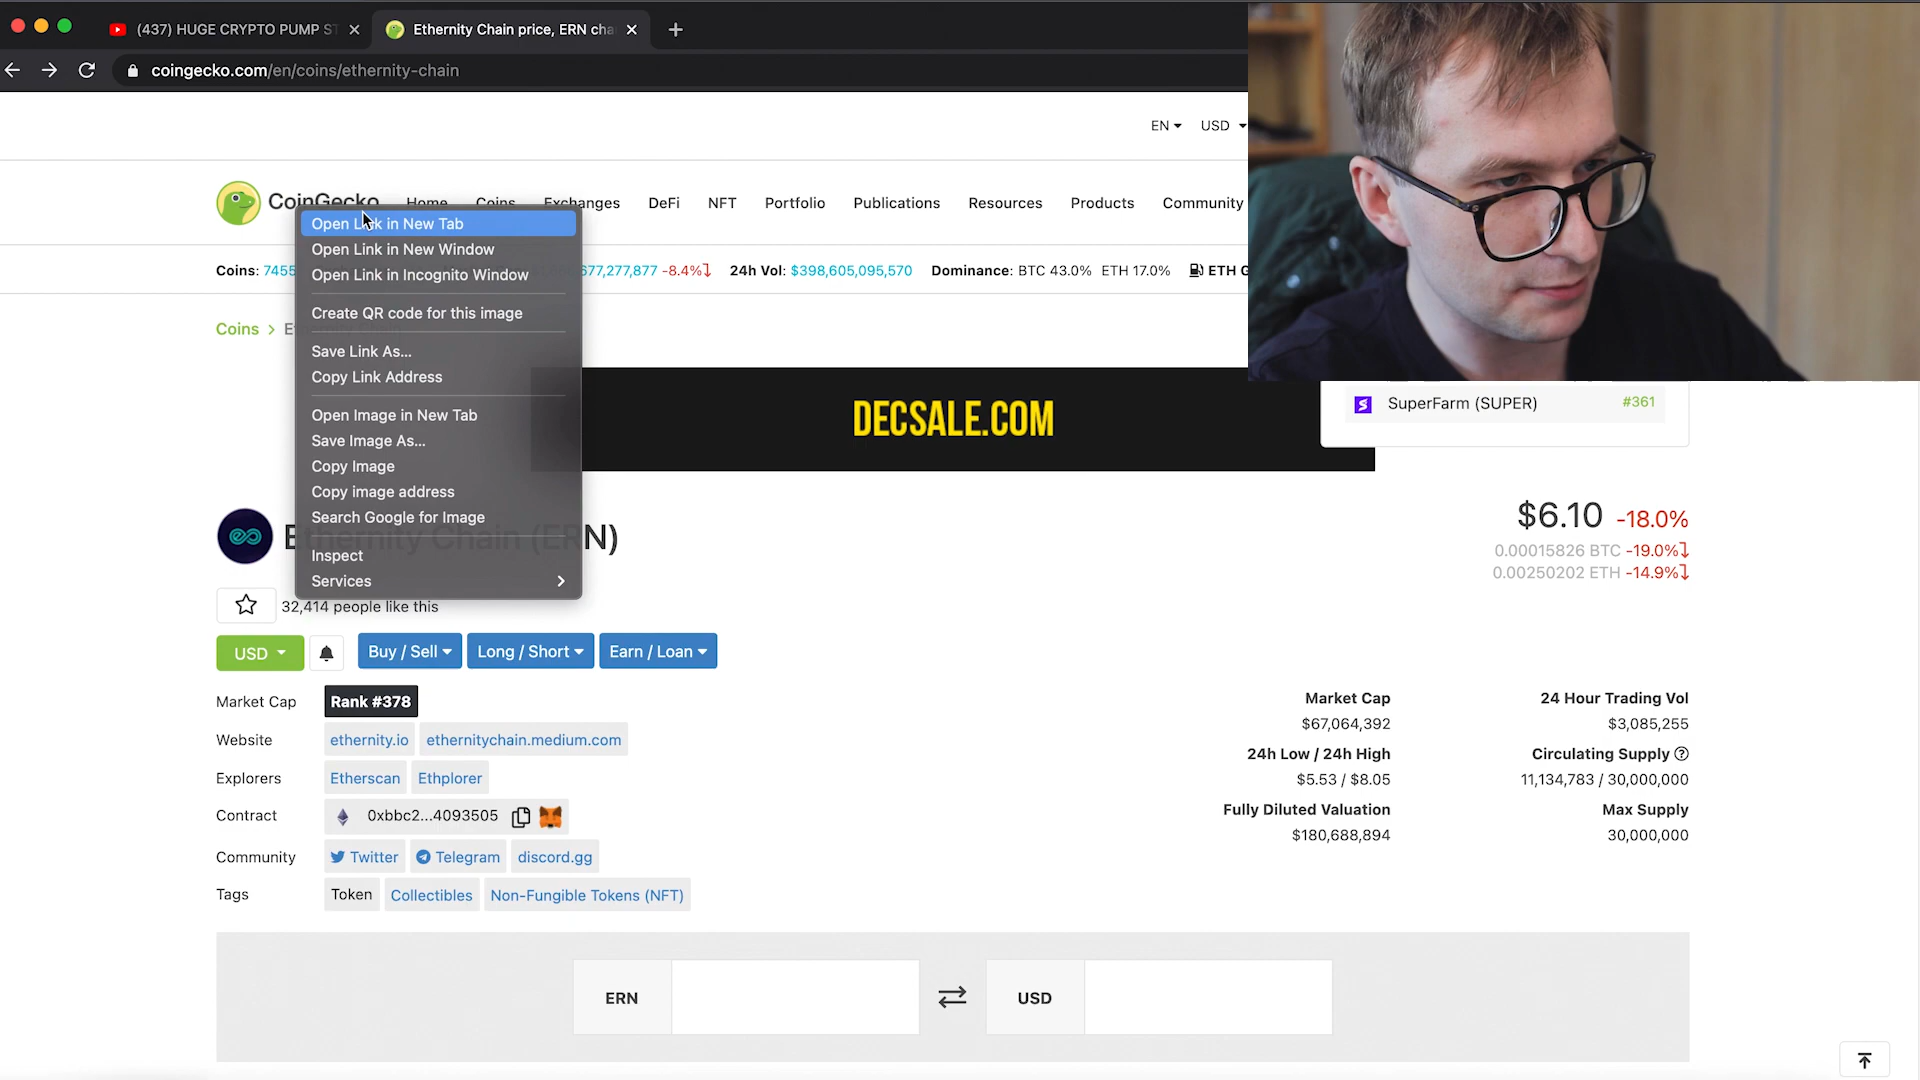 (437) HUGE CRYPTO PUMP ST
Ethernity Chain price, ERN cha
coingecko.com/en/coins/ethernity-chain
EN
USD
CoinGecko
Home
Coins
Exchanges
DeFi
NFT
Portfolio
Publications
Resources
Products
Community
Coins: 7455
677,277,877 -8.4%
24h Vol: $398,605,095,570
Dominance: BTC 43.0% ETH 17.0%
ETH G
Open Link in New Tab
Open Link in New Window
Open Link in Incognito Window
Create QR code for this image
Save Link As...
Copy Link Address
Open Image in New Tab
Save Image As...
Copy Image
Copy image address
Search Google for Image
Inspect
Services
Coins > Ethernity Chain
DECSALE.COM
SuperFarm (SUPER) #361
Ethernity Chain (ERN)
$6.10 -18.0%
0.00015826 BTC -19.0%
0.00250202 ETH -14.9%
32,414 people like this
USD
Buy / Sell
Long / Short
Earn / Loan
Market Cap Rank #378
Website ethernity.io ethernitychain.medium.com
Explorers Etherscan Ethplorer
Contract 0xbbc2...4093505
Community Twitter Telegram discord.gg
Tags Token Collectibles Non-Fungible Tokens (NFT)
Market Cap
$67,064,392
24h Low / 24h High
$5.53 / $8.05
Fully Diluted Valuation
$180,688,894
24 Hour Trading Vol
$3,085,255
Circulating Supply
11,134,783 / 30,000,000
Max Supply
30,000,000
ERN
USD